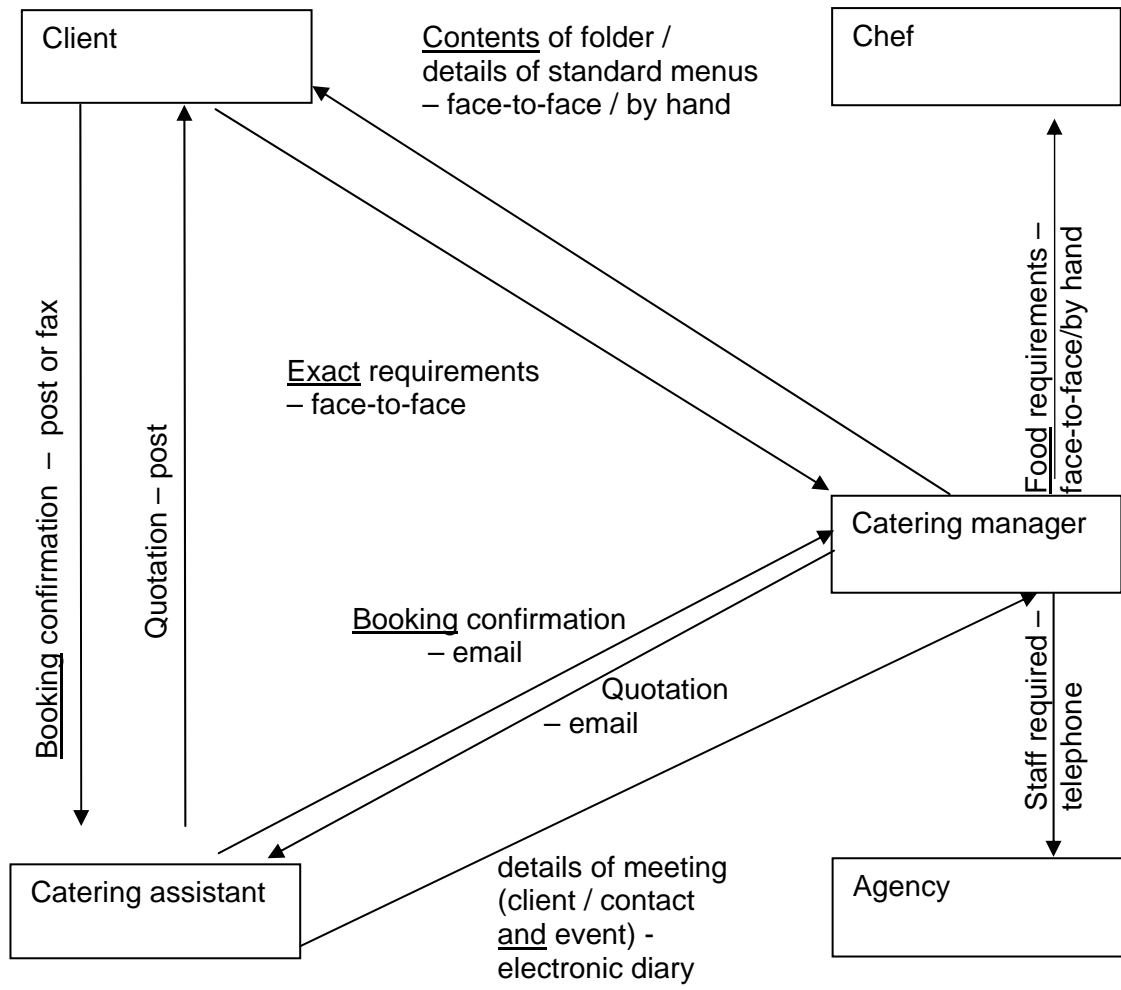 Client
Contents of folder /
details of standard menus
– face-to-face / by hand
Chef
Booking confirmation – post or fax
Quotation – post
Exact requirements
– face-to-face
Food requirements –
face-to-face/by hand
Catering manager
Booking confirmation
– email
Quotation
– email
Staff required –
telephone
Catering assistant
details of meeting
(client / contact
and event) -
electronic diary
Agency